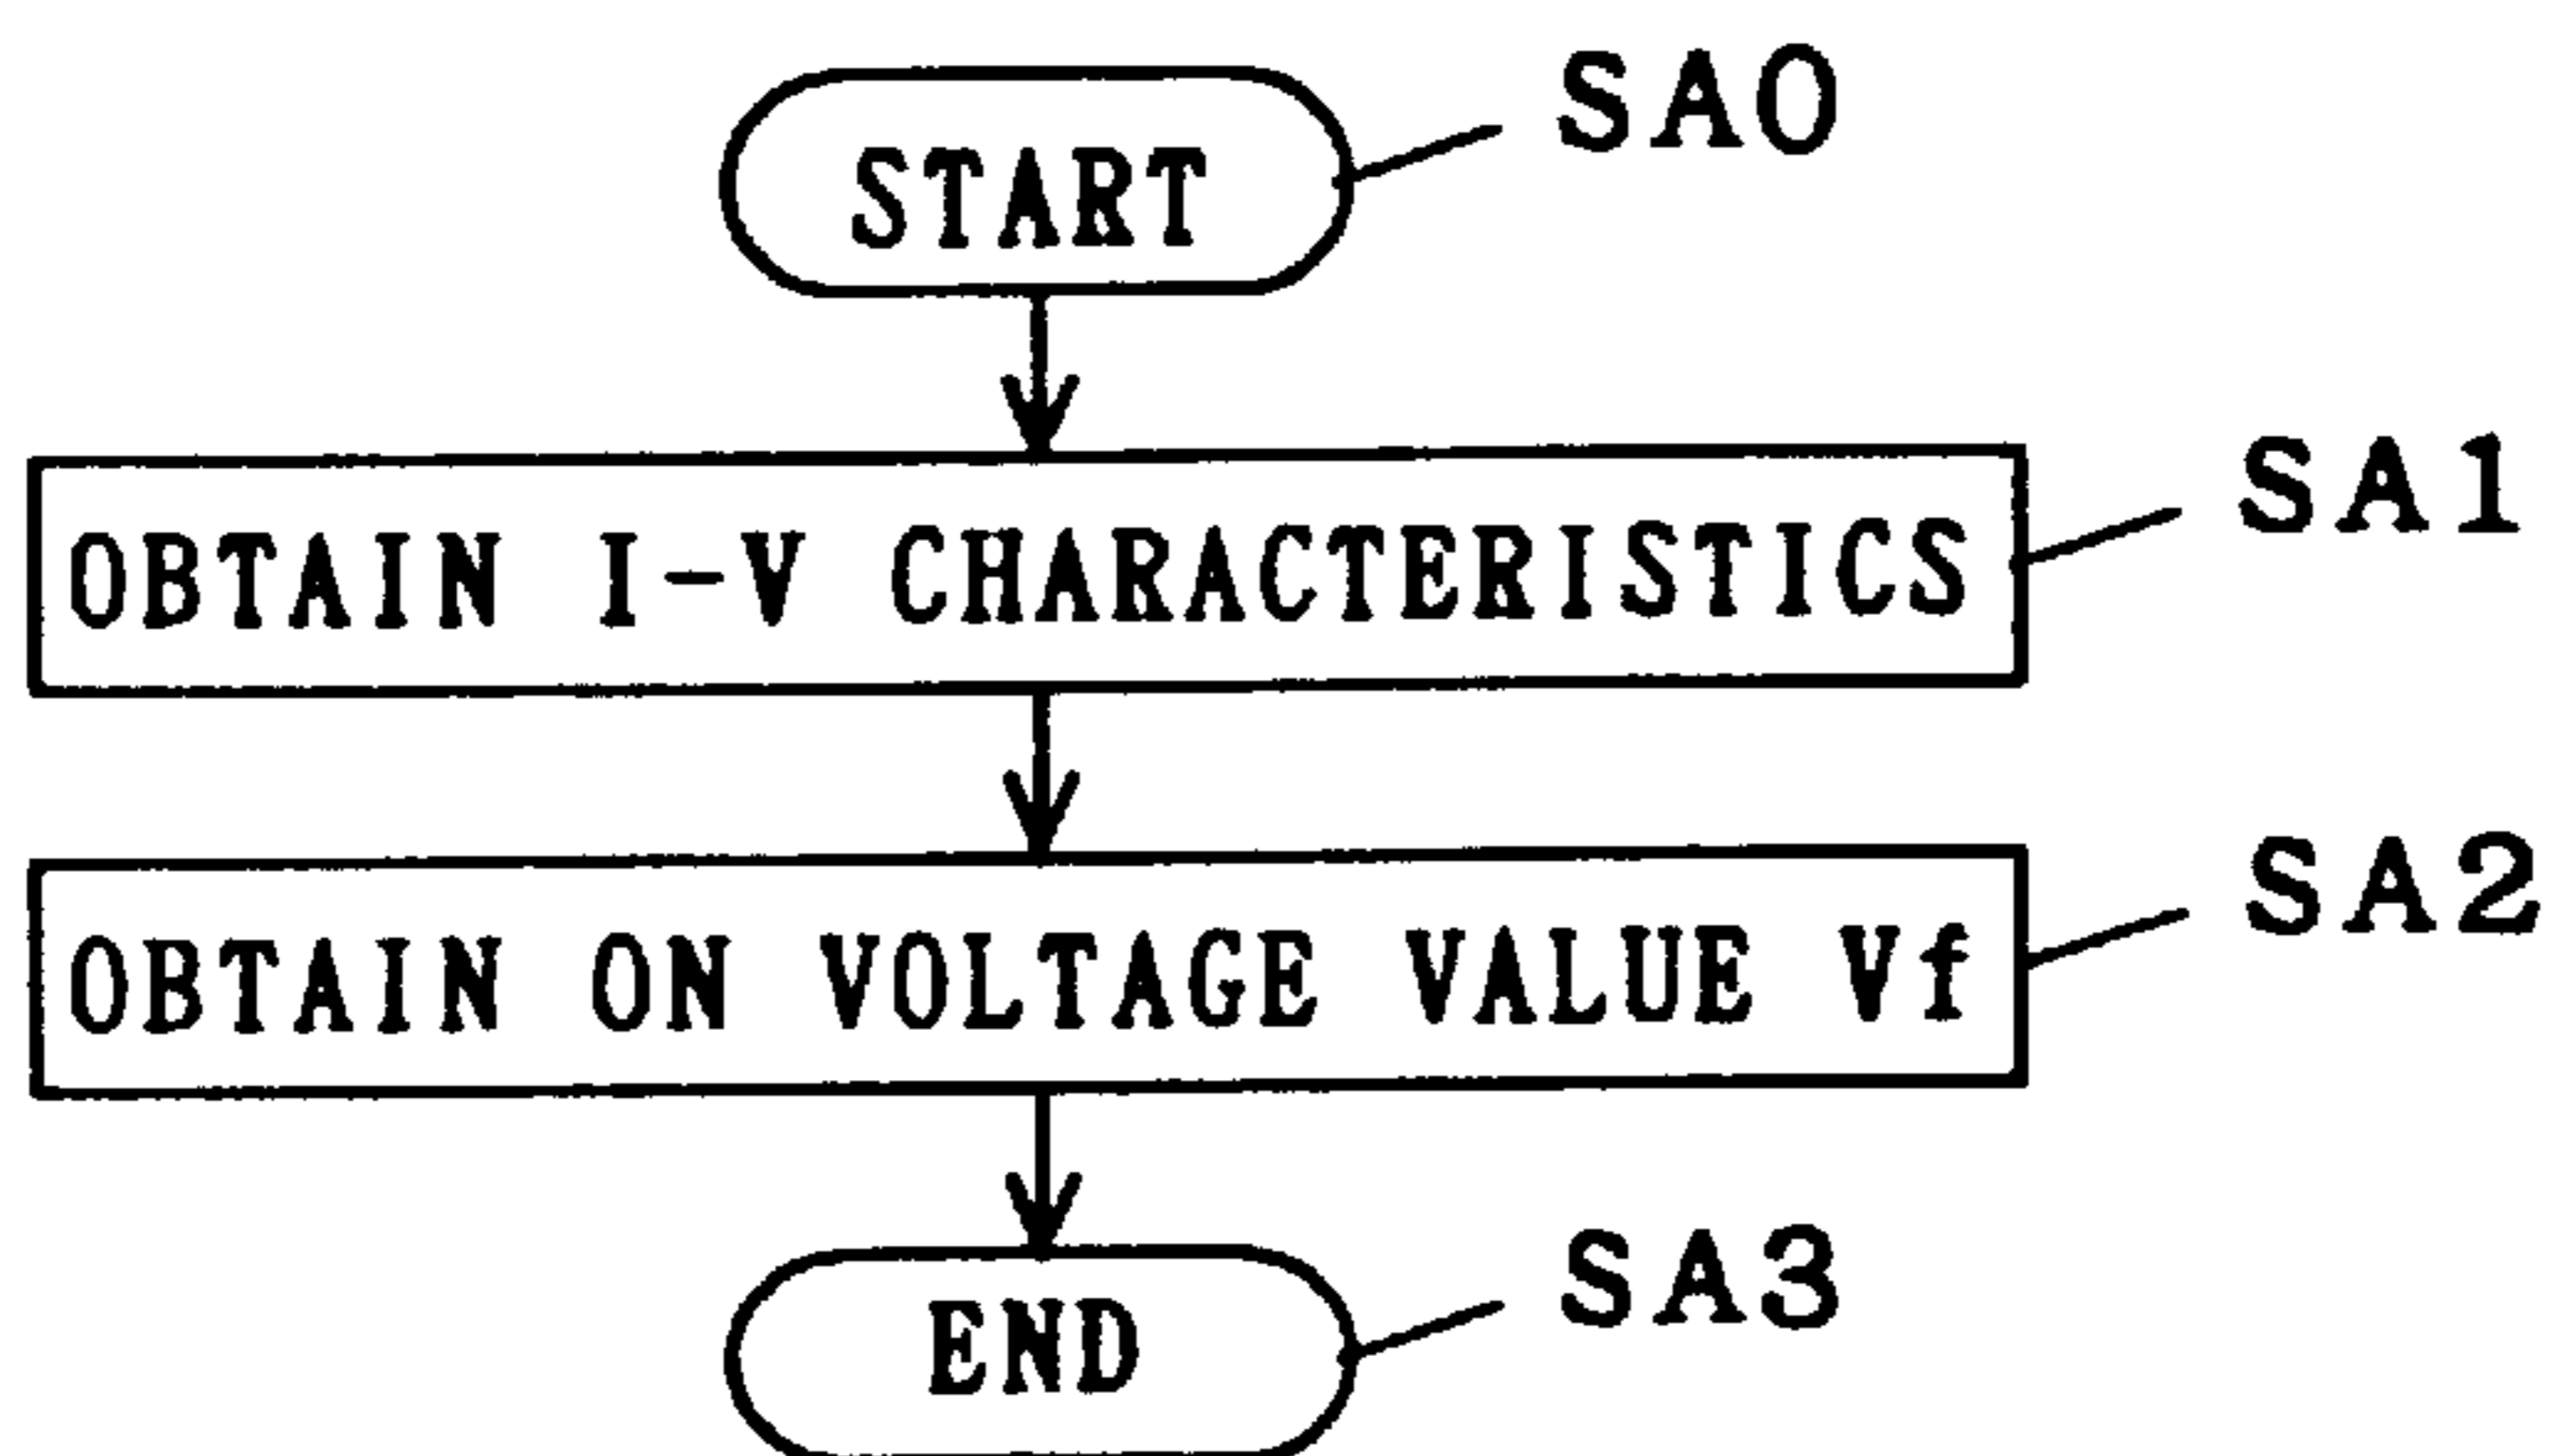 START SA0
OBTAIN I-V CHARACTERISTICS SA1
OBTAIN ON VOLTAGE VALUE Vf SA2
END SA3